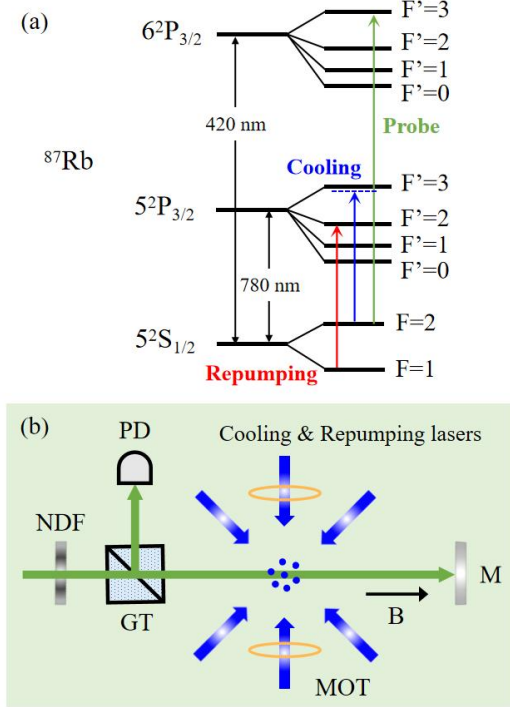 (a)
6²P₃/₂
F’=3
F’=2
F’=1
F’=0
Probe
420 nm
⁸⁷Rb
Cooling
5²P₃/₂
F’=3
F’=2
F’=1
F’=0
780 nm
5²S₁/₂
F=2
F=1
Repumping
(b)
PD
Cooling & Repumping lasers
NDF
GT
B
M
MOT